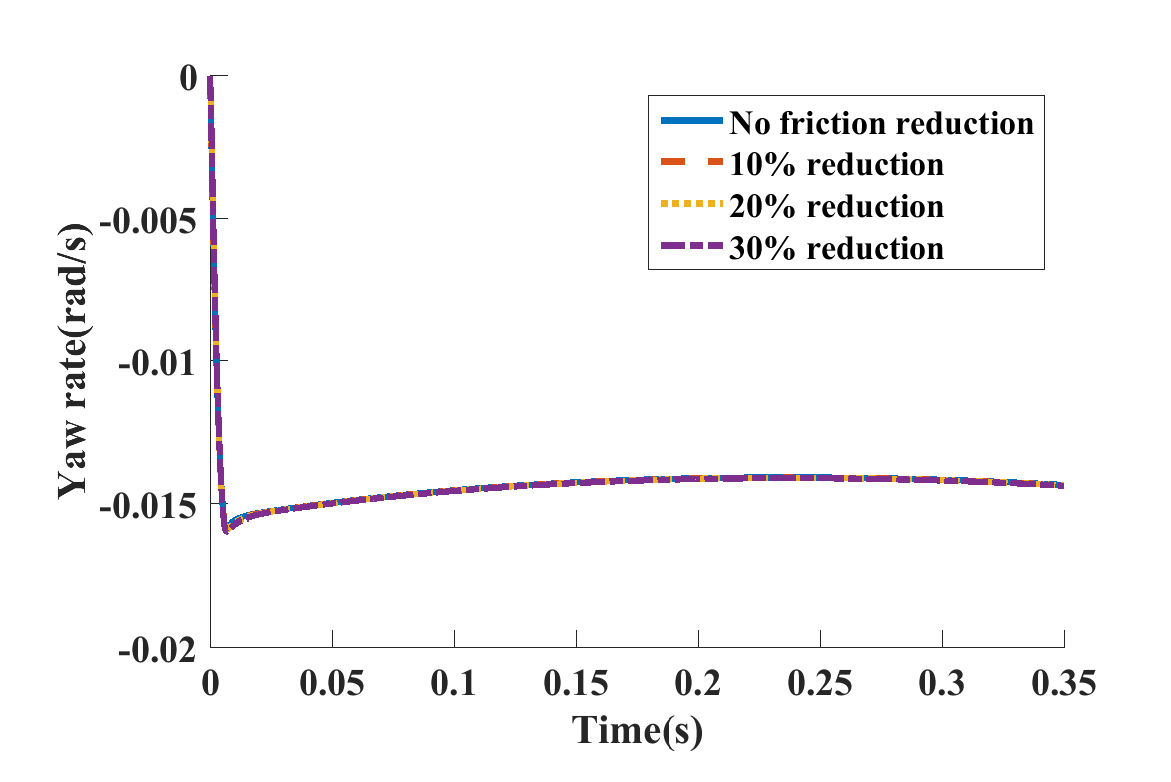 0
-0.005
-0.01
-0.015
-0.02
Yaw rate(rad/s)
No friction reduction
10% reduction
20% reduction
30% reduction
0 0.05 0.1 0.15 0.2 0.25 0.3 0.35
Time(s)